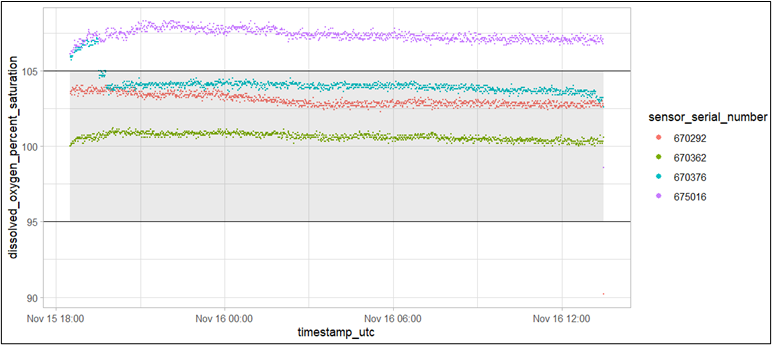 dissolved_oxygen_percent_saturation
105
100
95
90
Nov 15 18:00
Nov 16 00:00
Nov 16 06:00
Nov 16 12:00
timestamp_utc
sensor_serial_number
670292
670362
670376
675016